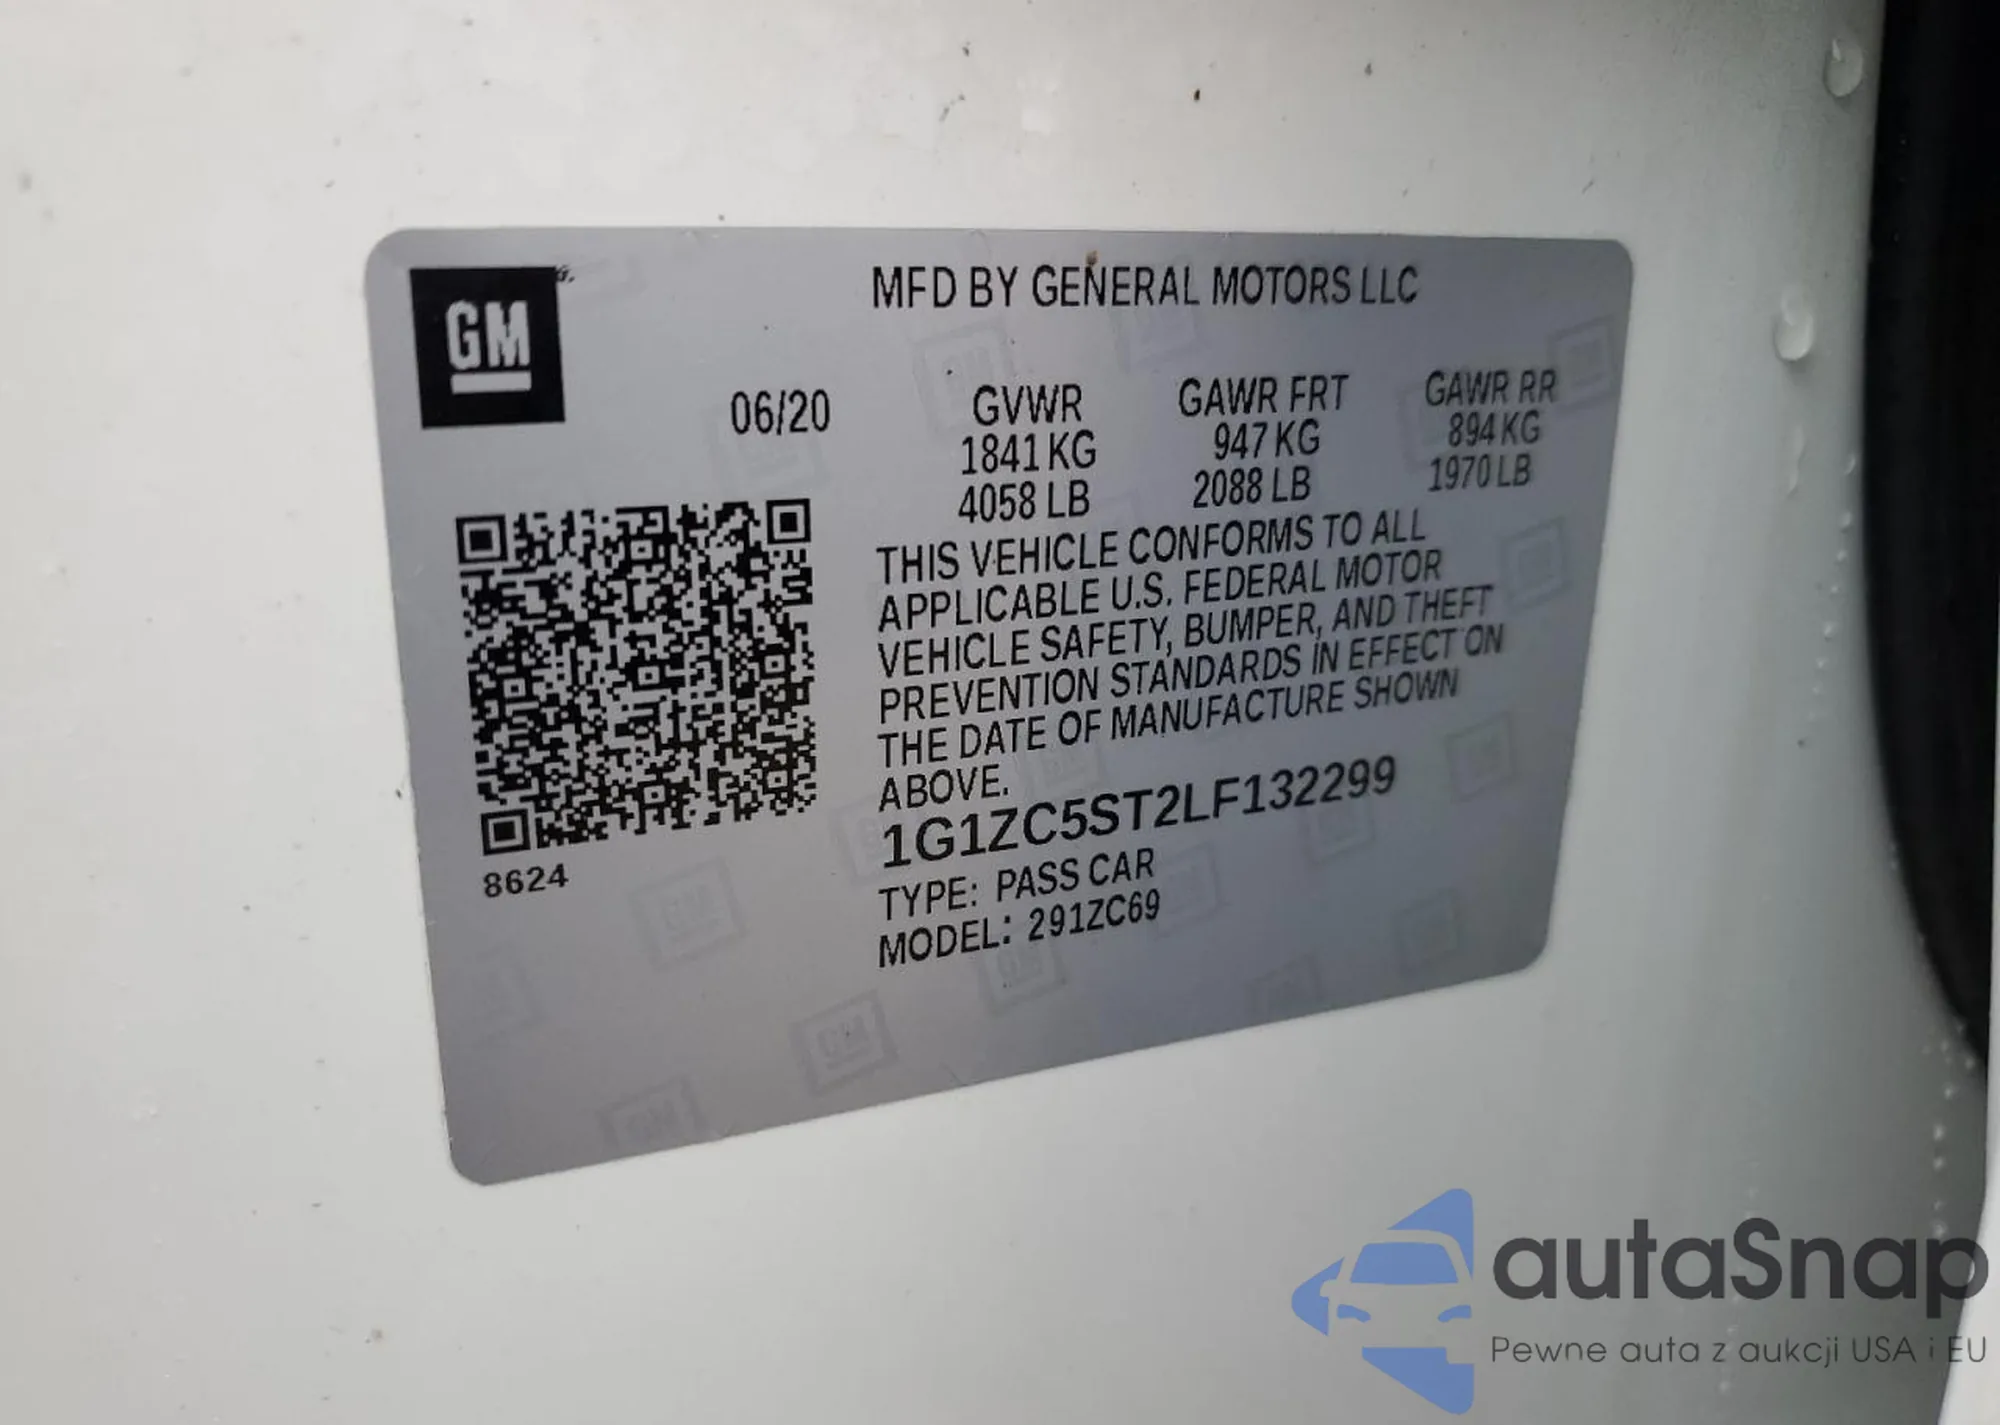 GM
MFD BY GENERAL MOTORS LLC
06/20
GVWR
1841 KG
4058 LB
GAWR FRT
947 KG
2088 LB
GAWR RR
894 KG
1970 LB
THIS VEHICLE CONFORMS TO ALL
APPLICABLE U.S. FEDERAL MOTOR
VEHICLE SAFETY, BUMPER, AND THEFT
PREVENTION STANDARDS IN EFFECT ON
THE DATE OF MANUFACTURE SHOWN
ABOVE.
1G1ZC5ST2LF132299
TYPE: PASS CAR
MODEL: 291ZC69
8624
autaSnap
Pewne auta z aukcji USA i EU